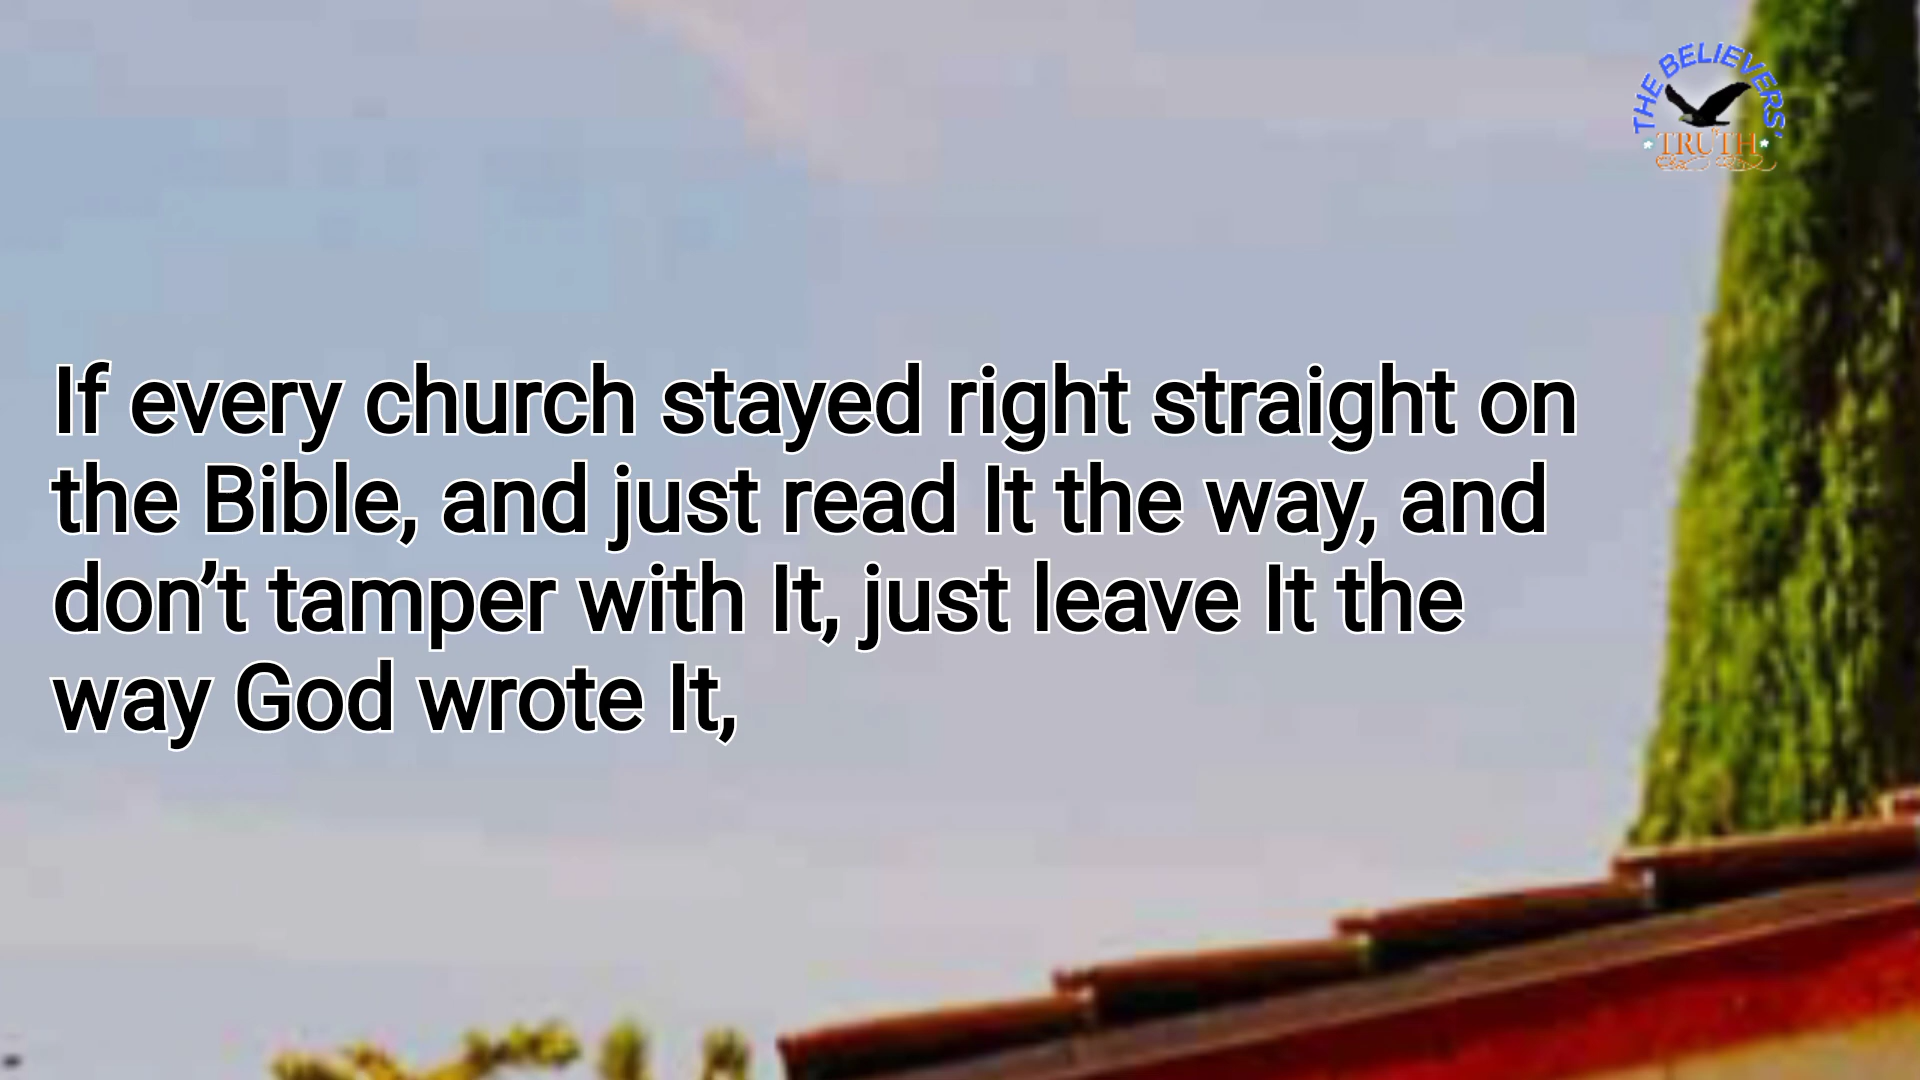 THE BELIEVERS'
TRUTH
If every church stayed right straight on
the Bible, and just read It the way, and
don’t tamper with It, just leave It the
way God wrote It,